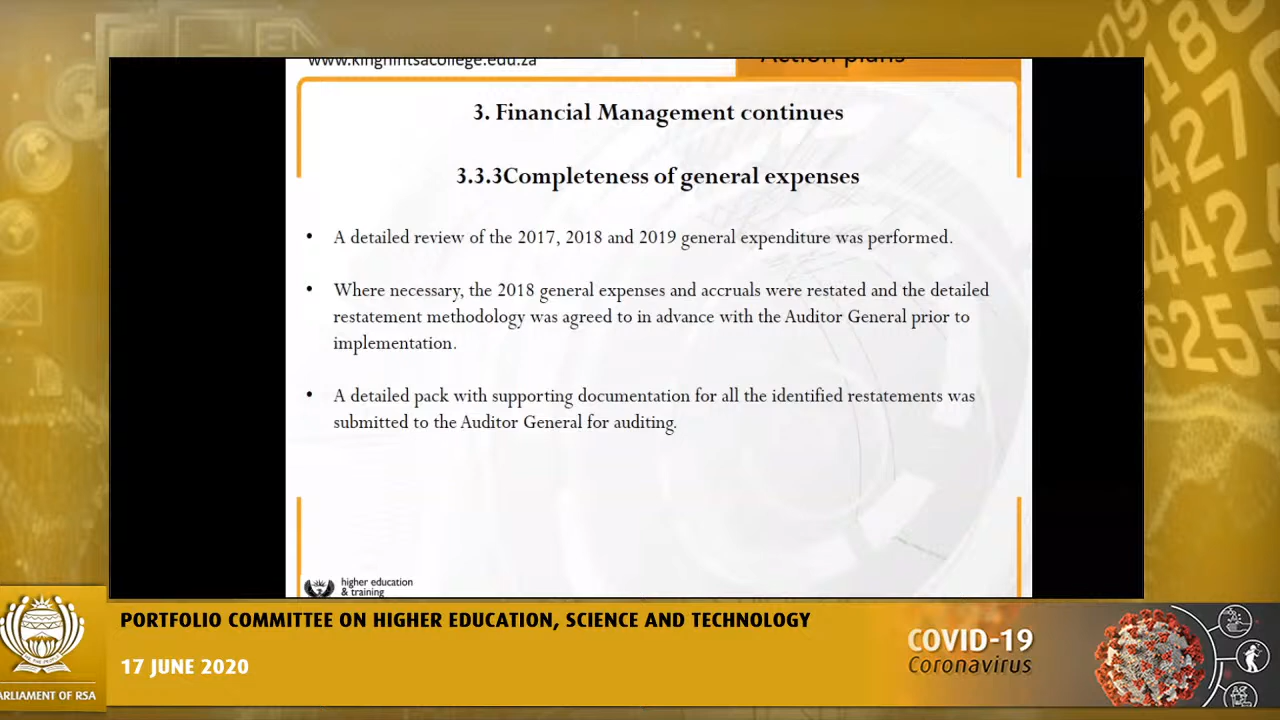 www.kinghintsacollege.edu.za
Action plans
3. Financial Management continues
3.3.3Completeness of general expenses
• A detailed review of the 2017, 2018 and 2019 general expenditure was performed.
• Where necessary, the 2018 general expenses and accruals were restated and the detailed
restatement methodology was agreed to in advance with the Auditor General prior to
implementation.
• A detailed pack with supporting documentation for all the identified restatements was
submitted to the Auditor General for auditing.
higher education
& training
PORTFOLIO COMMITTEE ON HIGHER EDUCATION, SCIENCE AND TECHNOLOGY
17 JUNE 2020
COVID-19
Coronavirus
ARLIAMENT OF RSA